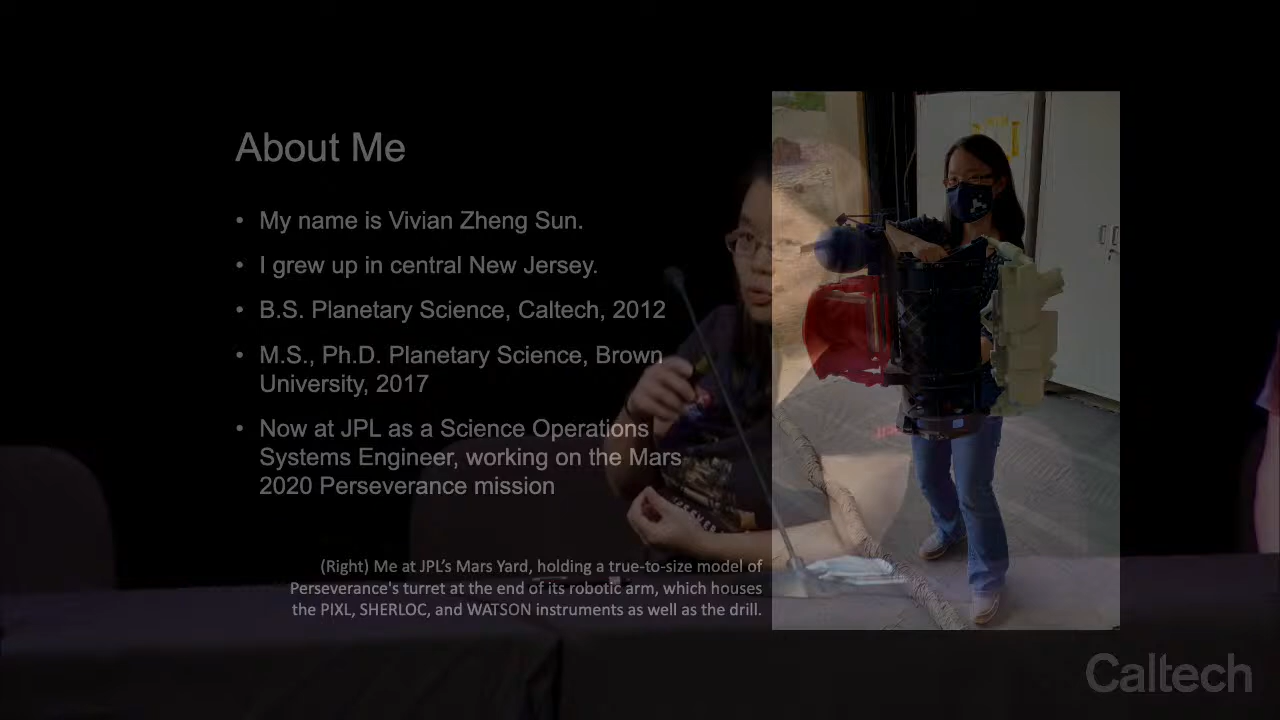 About Me
• My name is Vivian Zheng Sun.
• I grew up in central New Jersey.
• B.S. Planetary Science, Caltech, 2012
• M.S., Ph.D. Planetary Science, Brown
University, 2017
• Now at JPL as a Science Operations
Systems Engineer, working on the Mars
2020 Perseverance mission
(Right) Me at JPL’s Mars Yard, holding a true-to-size model of
Perseverance's turret at the end of its robotic arm, which houses
the PIXL, SHERLOC, and WATSON instruments as well as the drill.
Caltech